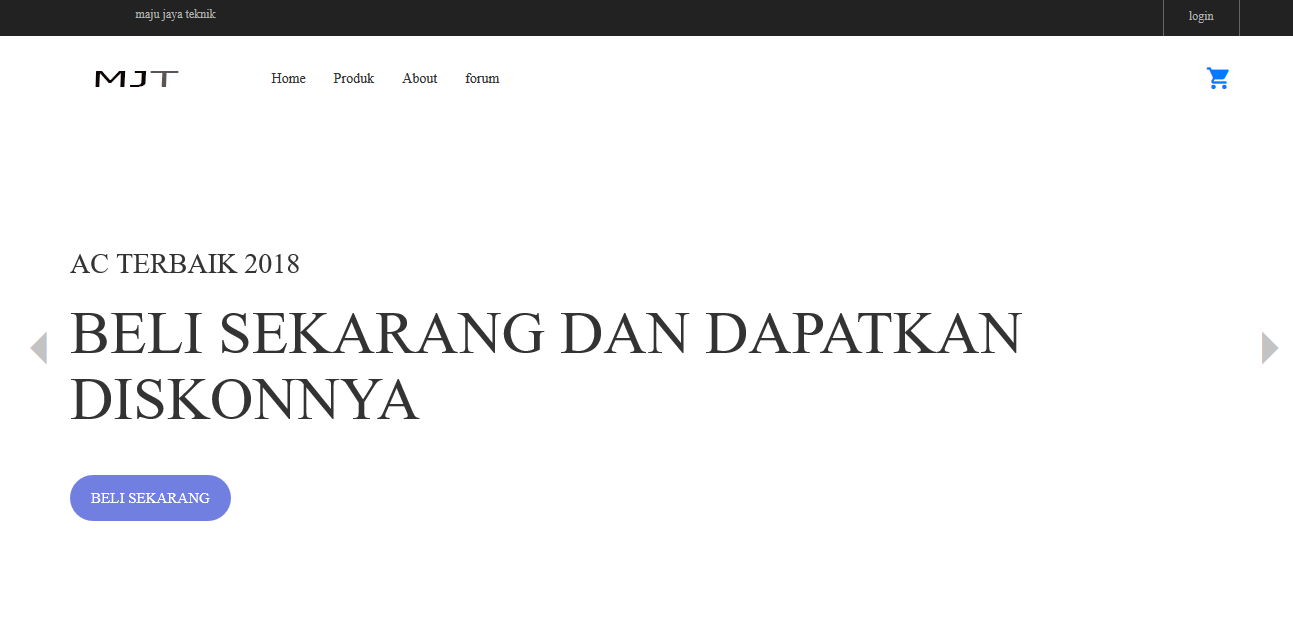 maju jaya teknik
login
MJT
Home
Produk
About
forum
AC TERBAIK 2018
BELI SEKARANG DAN DAPATKAN
DISKONNYA
BELI SEKARANG